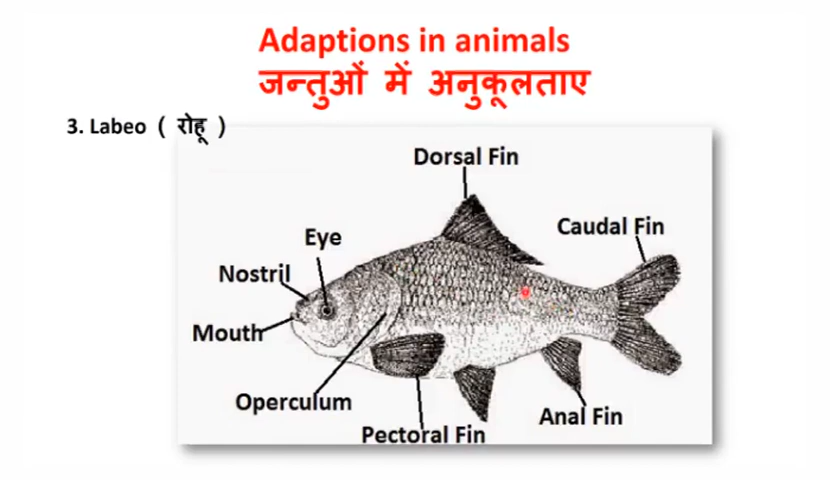 Adaptions in animals
जन्तुओं में अनुकूलताए
3. Labeo ( रोहू )
Dorsal Fin
Caudal Fin
Eye
Nostril
Mouth
Operculum
Pectoral Fin
Anal Fin